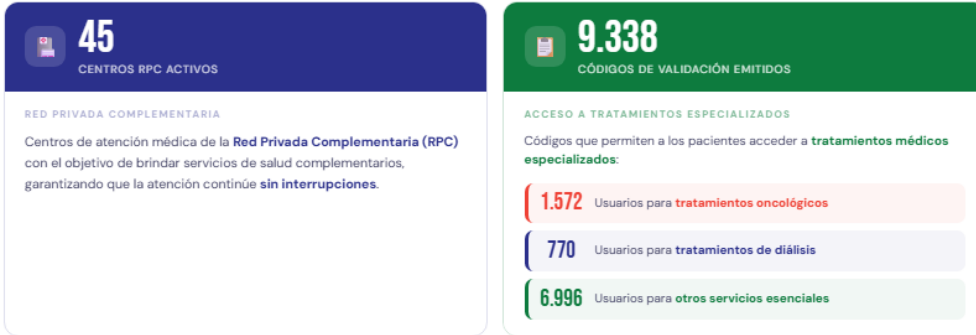 45
CENTROS RPC ACTIVOS
RED PRIVADA COMPLEMENTARIA
Centros de atención médica de la Red Privada Complementaria (RPC)
con el objetivo de brindar servicios de salud complementarios,
garantizando que la atención continúe sin interrupciones.
9.338
CÓDIGOS DE VALIDACIÓN EMITIDOS
ACCESO A TRATAMIENTOS ESPECIALIZADOS
Códigos que permiten a los pacientes acceder a tratamientos médicos
especializados:
1.572 Usuarios para tratamientos oncológicos
770 Usuarios para tratamientos de diálisis
6.996 Usuarios para otros servicios esenciales